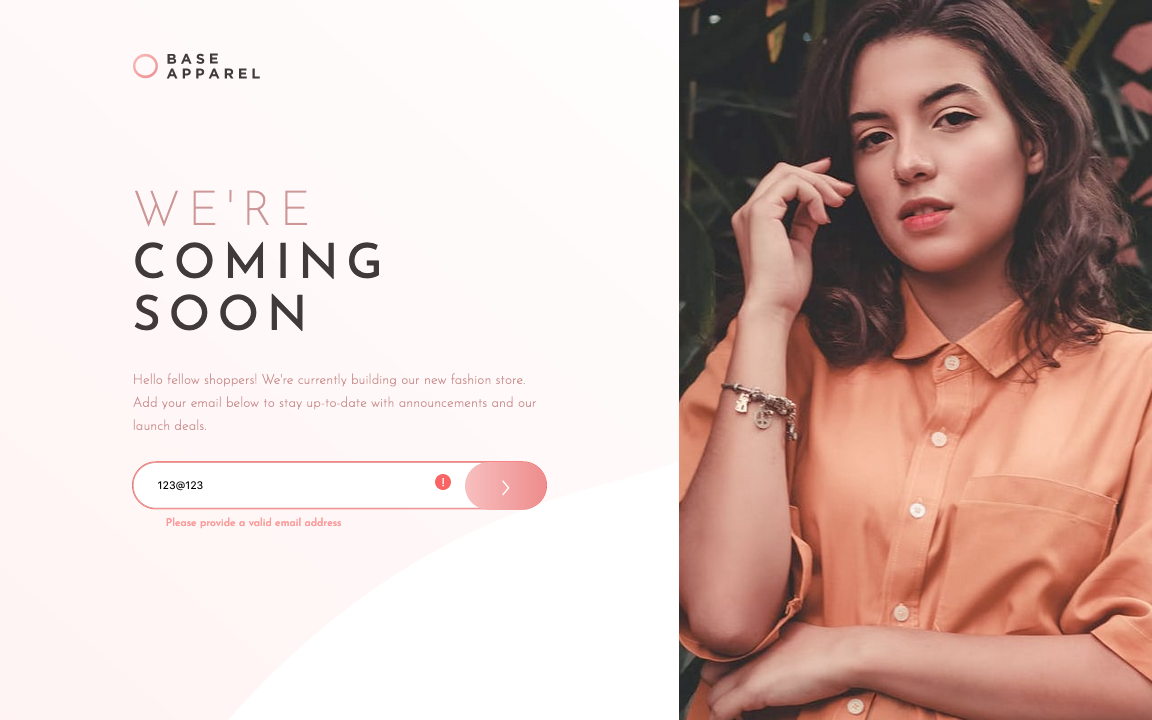 BASE
APPAREL
WE'RE
COMING
SOON
Hello fellow shoppers! We're currently building our new fashion store.
Add your email below to stay up-to-date with announcements and our
launch deals.
123@123
!
Please provide a valid email address